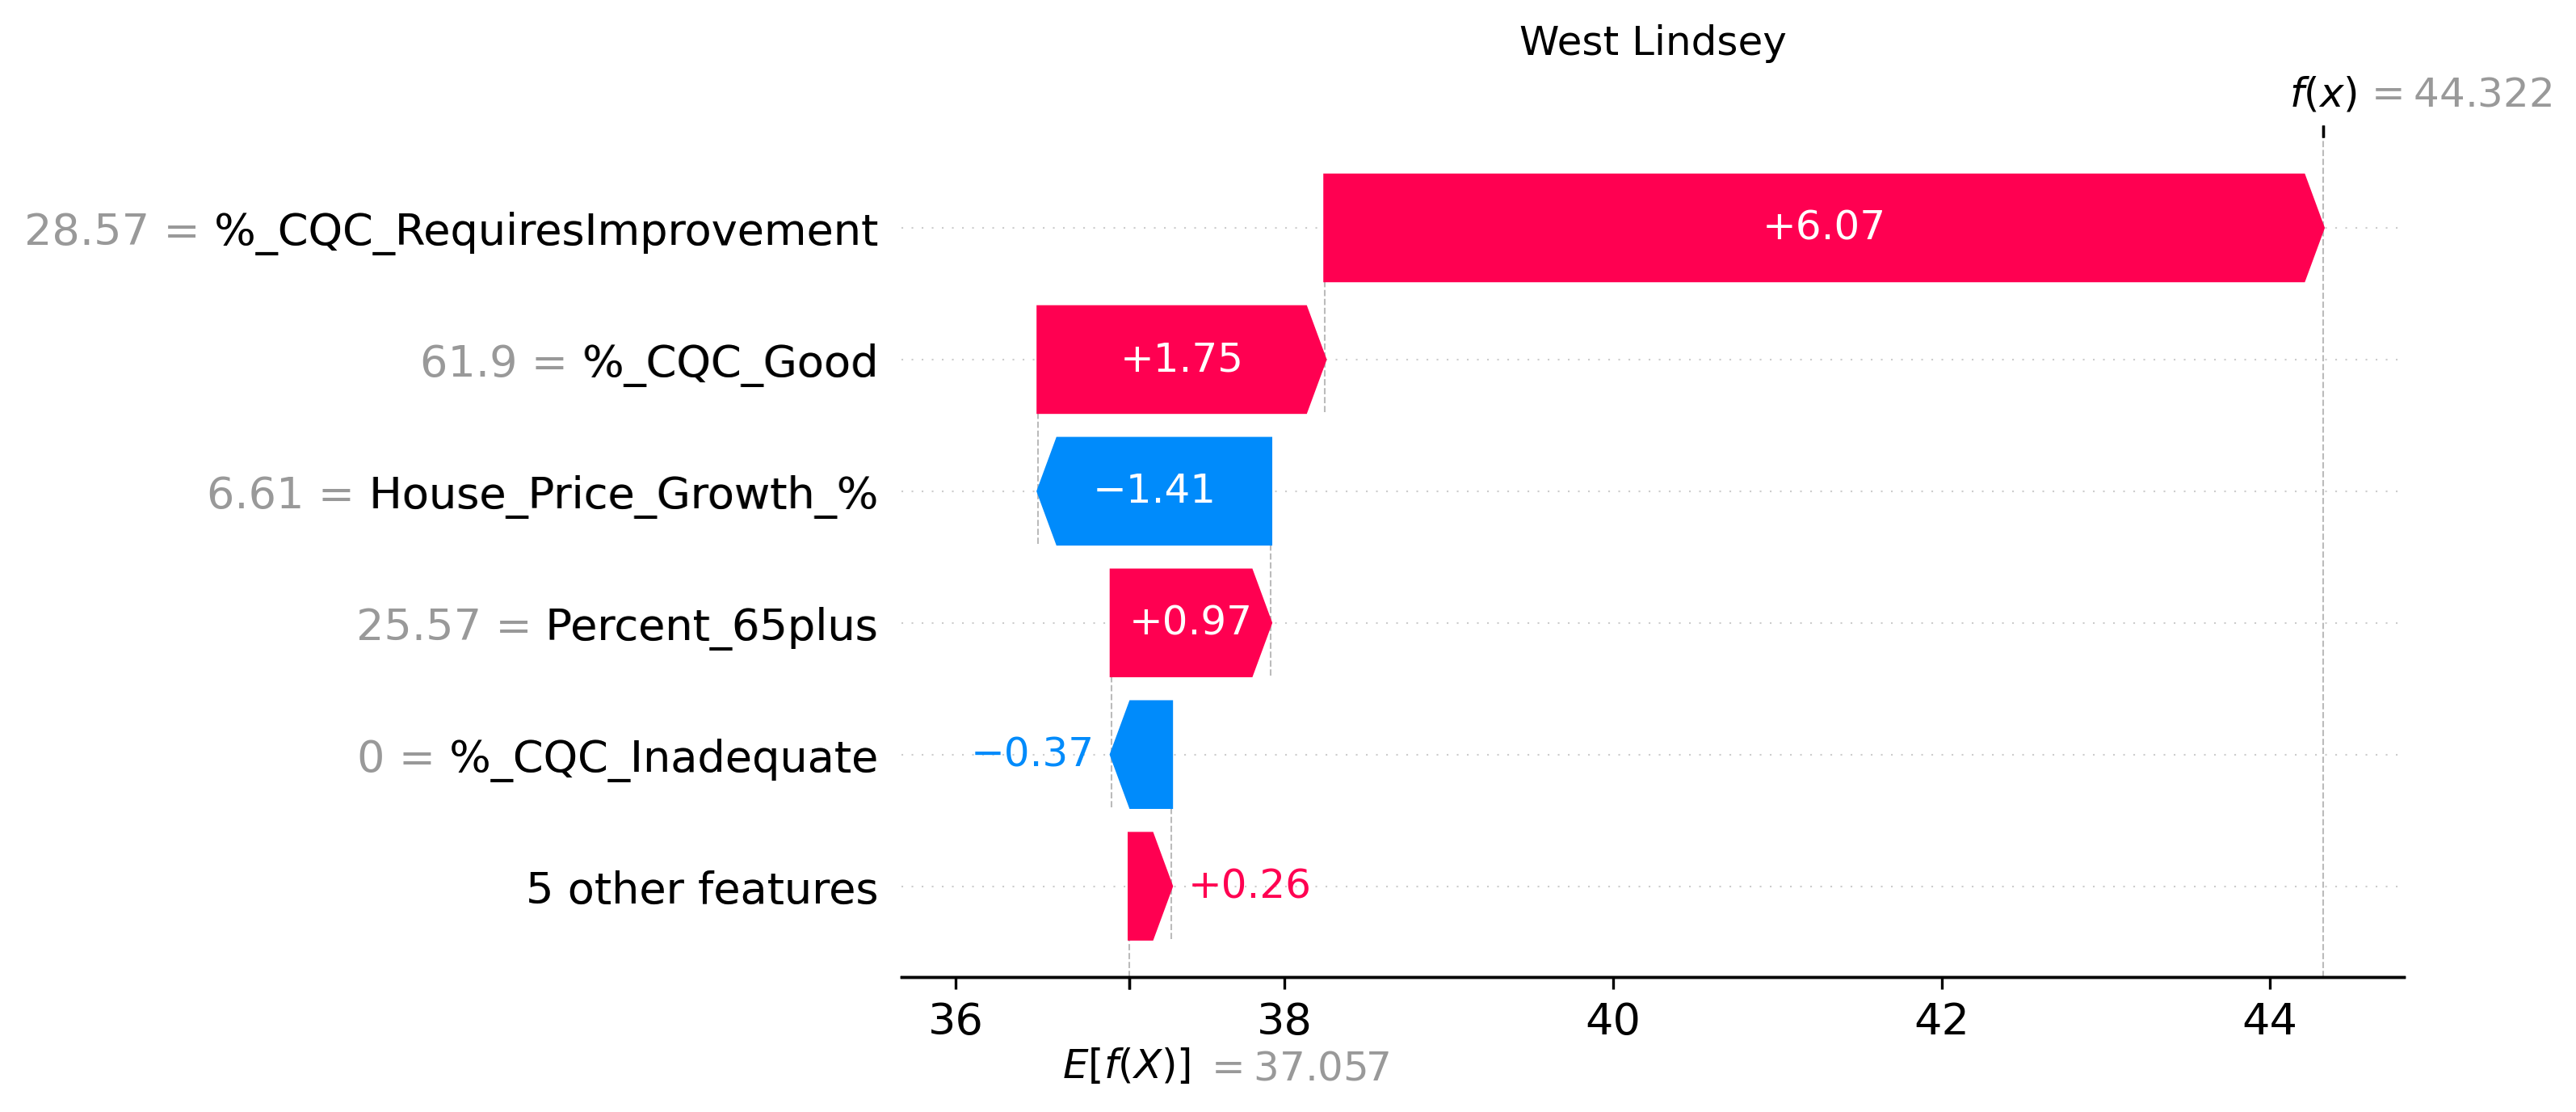 West Lindsey
f(x) = 44.322
28.57 = %_CQC_RequiresImprovement
+6.07
61.9 = %_CQC_Good
+1.75
6.61 = House_Price_Growth_%
−1.41
25.57 = Percent_65plus
+0.97
0 = %_CQC_Inadequate
−0.37
5 other features
+0.26
36 38 40 42 44
E[f(X)] = 37.057